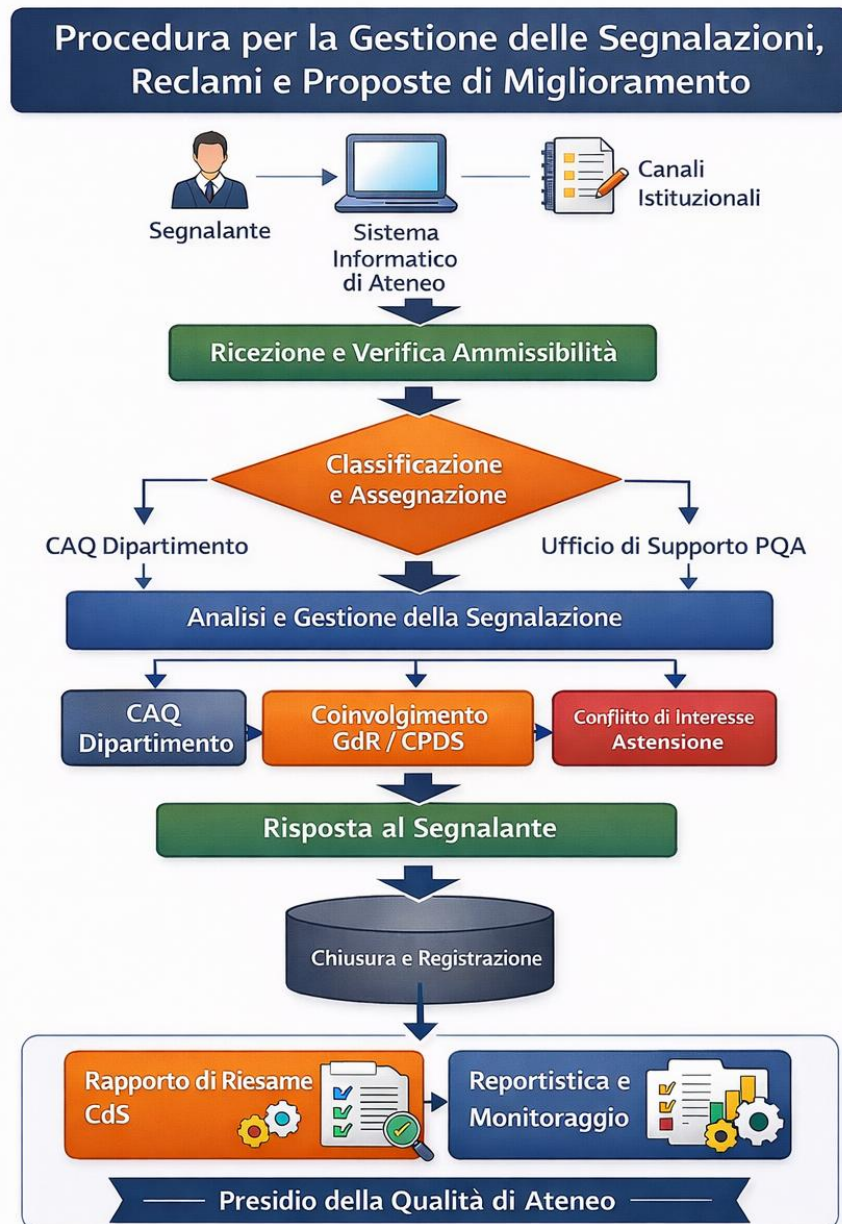 Procedura per la Gestione delle Segnalazioni,
Reclami e Proposte di Miglioramento
Segnalante
Sistema
Informatico
di Ateneo
Canali
Istituzionali
Ricezione e Verifica Ammissibilità
Classificazione
e Assegnazione
CAQ Dipartimento
Ufficio di Supporto PQA
Analisi e Gestione della Segnalazione
CAQ
Dipartimento
Coinvolgimento
GdR / CPDS
Conflitto di Interesse
Astensione
Risposta al Segnalante
Chiusura e Registrazione
Rapporto di Riesame
CdS
Reportistica e
Monitoraggio
Presidio della Qualità di Ateneo